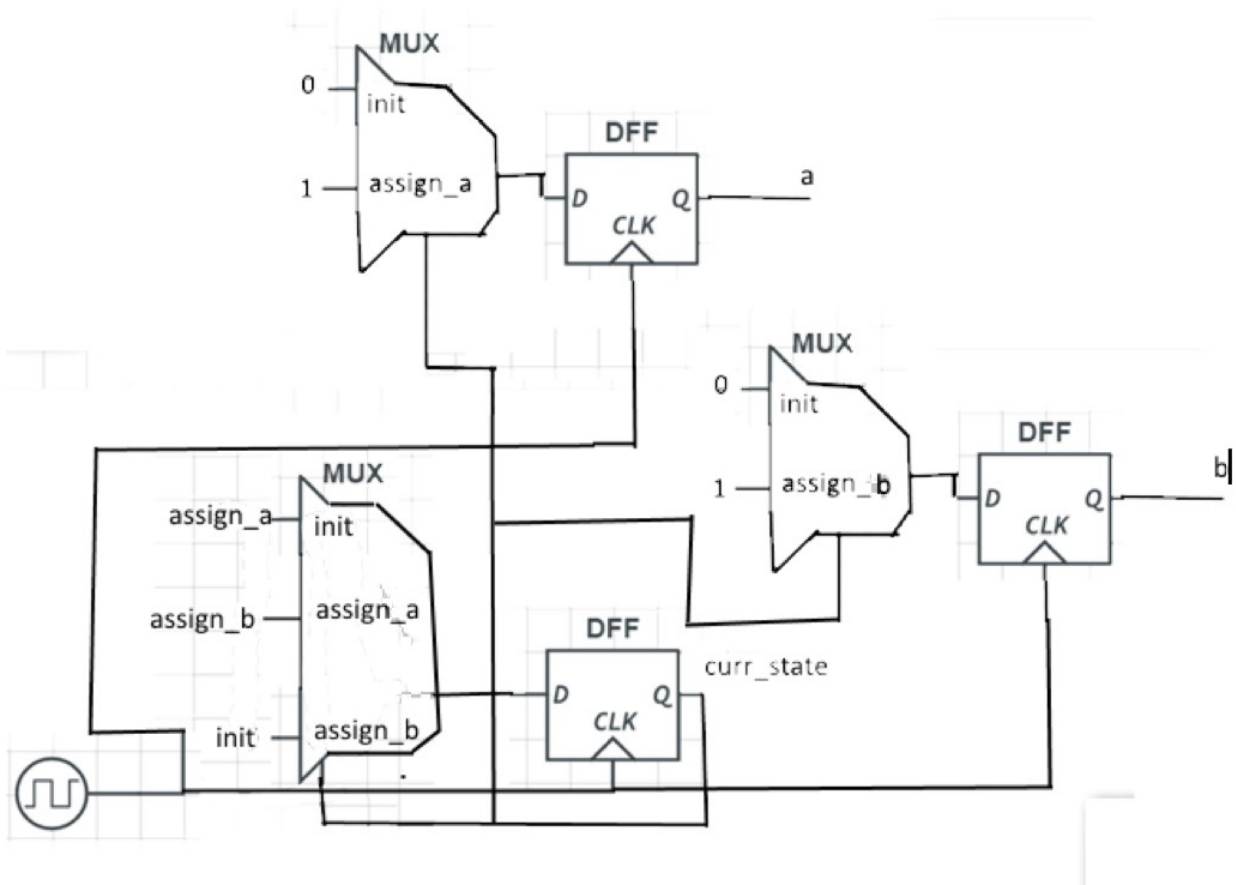 MUX
0
init
1
assign_a
DFF
D
Q
CLK
a
MUX
0
init
1
assign_b
DFF
D
Q
CLK
b
MUX
assign_a
init
assign_b
assign_a
init
assign_b
DFF
D
Q
CLK
curr_state